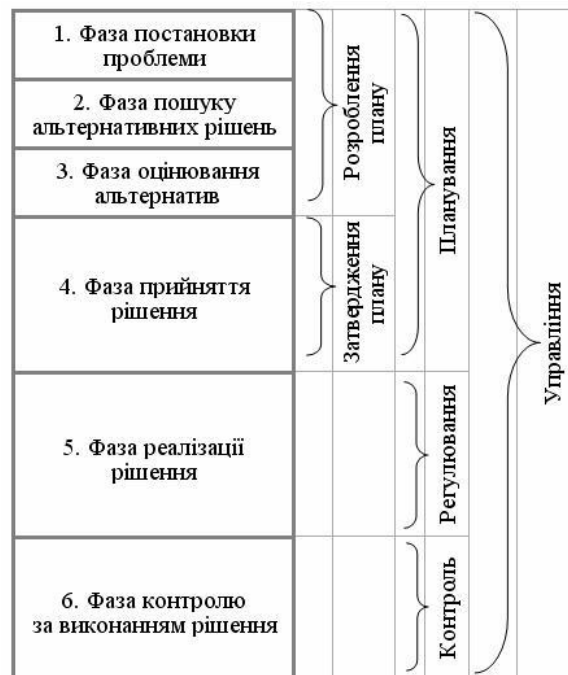 1. Фаза постановки
проблеми
2. Фаза пошуку
альтернативних рішень
3. Фаза оцінювання
альтернатив
4. Фаза прийняття
рішення
5. Фаза реалізації
рішення
6. Фаза контролю
за виконанням рішення
Розроблення
плану
Затвердження
плану
Планування
Регулювання
Контроль
Управління